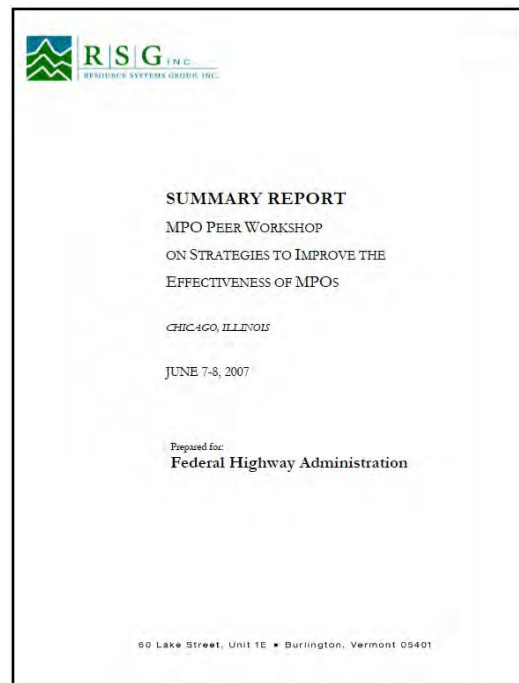 R|S|G INC.
RESOURCE SYSTEMS GROUP, INC.
SUMMARY REPORT
MPO PEER WORKSHOP
ON STRATEGIES TO IMPROVE THE
EFFECTIVENESS OF MPOS
CHICAGO, ILLINOIS
JUNE 7-8, 2007
Prepared for:
Federal Highway Administration
60 Lake Street, Unit 1E ▪ Burlington, Vermont 05401